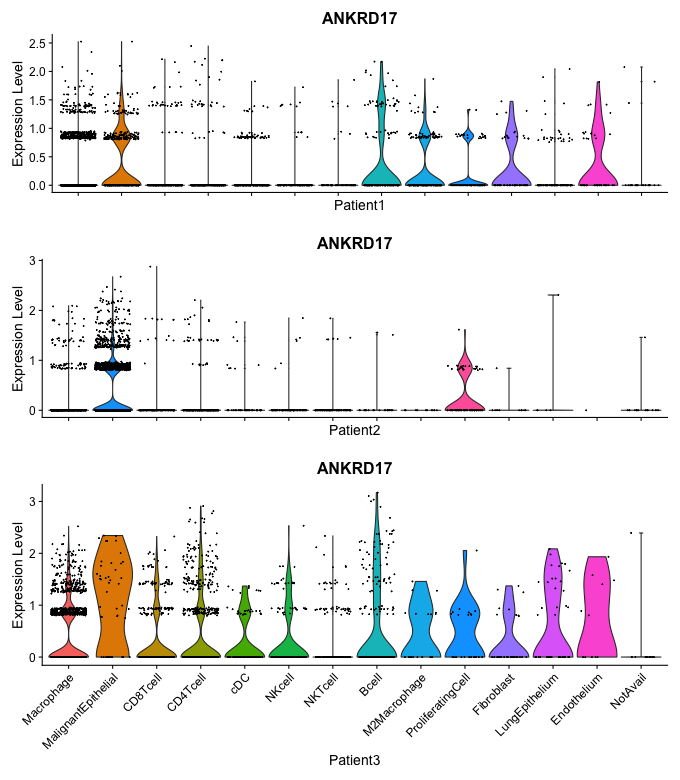 ANKRD17
Expression Level
2.5
2.0
1.5
1.0
0.5
0.0
Patient1
ANKRD17
Expression Level
3
2
1
0
Patient2
ANKRD17
Expression Level
3
2
1
0
Macrophage
MalignantEpithelial
CD8Tcell
CD4Tcell
cDC
NKcell
NKTcell
Bcell
M2Macrophage
ProliferatingCell
Fibroblast
LungEpithelium
Endothelium
NotAvail
Patient3